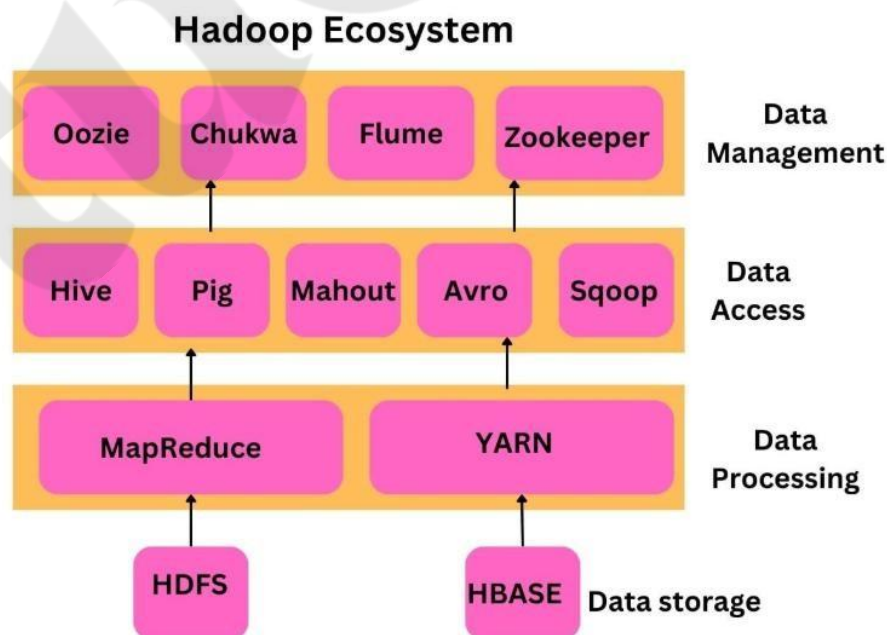 Hadoop Ecosystem
Oozie
Chukwa
Flume
Zookeeper
Data
Management
Hive
Pig
Mahout
Avro
Sqoop
Data
Access
MapReduce
YARN
Data
Processing
HDFS
HBASE
Data storage